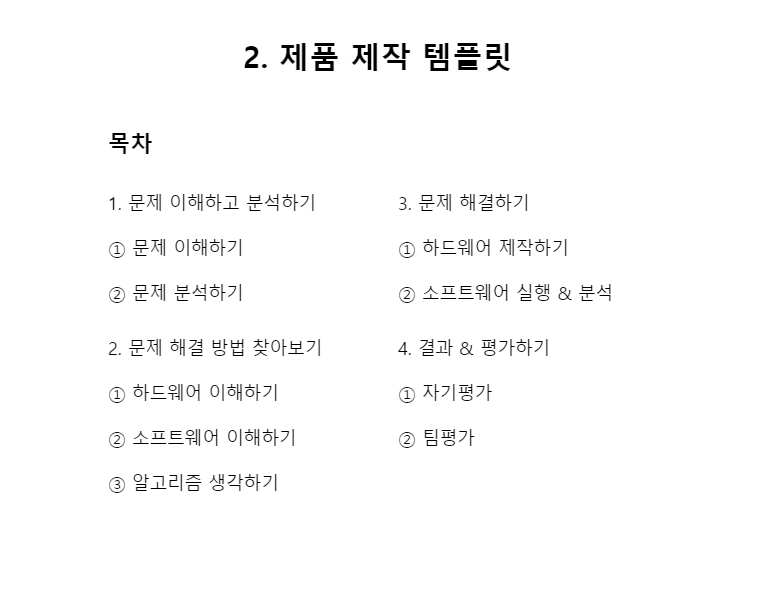 2. 제품 제작 템플릿
목차
1. 문제 이해하고 분석하기
① 문제 이해하기
② 문제 분석하기
2. 문제 해결 방법 찾아보기
① 하드웨어 이해하기
② 소프트웨어 이해하기
③ 알고리즘 생각하기
3. 문제 해결하기
① 하드웨어 제작하기
② 소프트웨어 실행 & 분석
4. 결과 & 평가하기
① 자기평가
② 팀평가